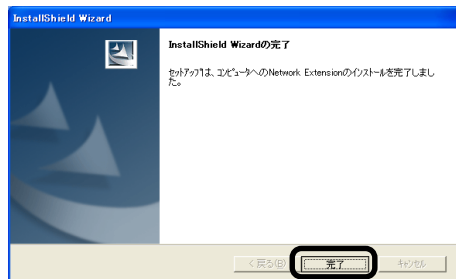 InstallShield Wizard
InstallShield Wizardの完了
ｾｯﾄｱｯﾌﾟは、ｺﾝﾋﾟｭｰﾀへのNetwork Extensionのｲﾝｽﾄｰﾙを完了しまし
た。
< 戻る(B)
完了
ｷｬﾝｾﾙ